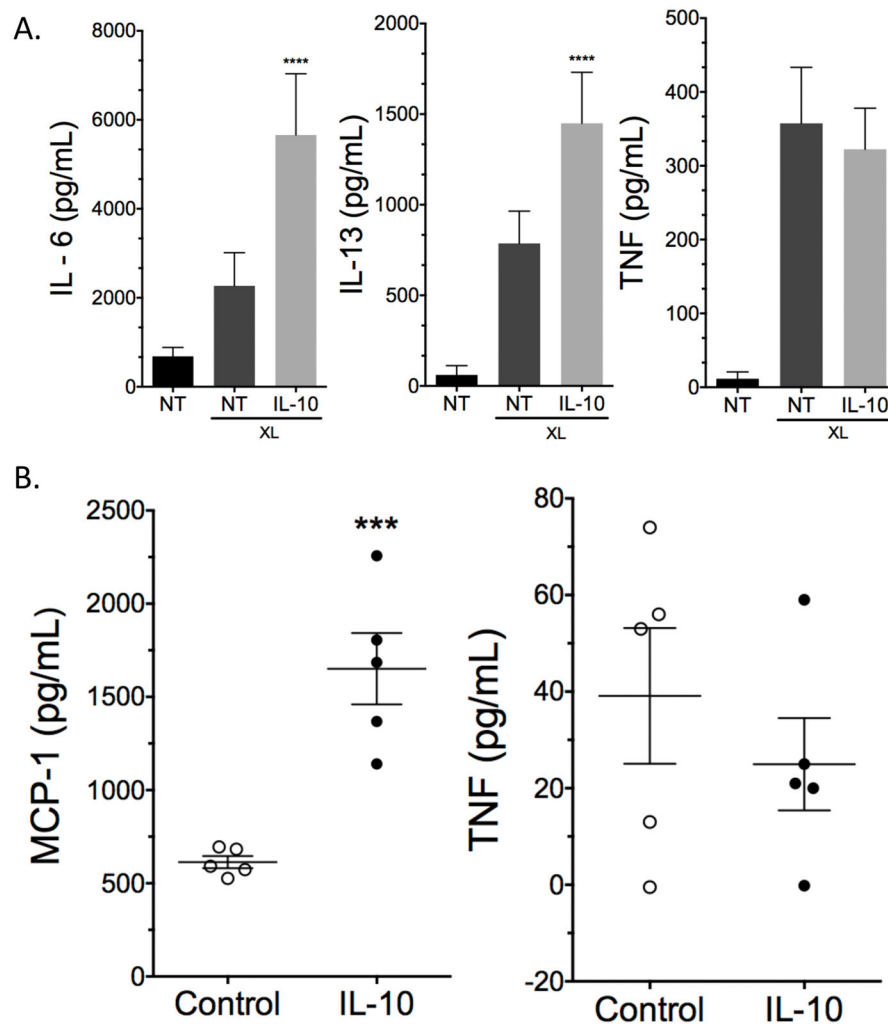 A.
IL - 6 (pg/mL)
8000
6000
4000
2000
0
****
NT NT IL-10
XL
IL-13 (pg/mL)
2000
1500
1000
500
0
****
NT NT IL-10
XL
TNF (pg/mL)
500
400
300
200
100
0
NT NT IL-10
XL
B.
MCP-1 (pg/mL)
2500
2000
1500
1000
500
0
***
Control IL-10
TNF (pg/mL)
80
60
40
20
0
-20
Control IL-10